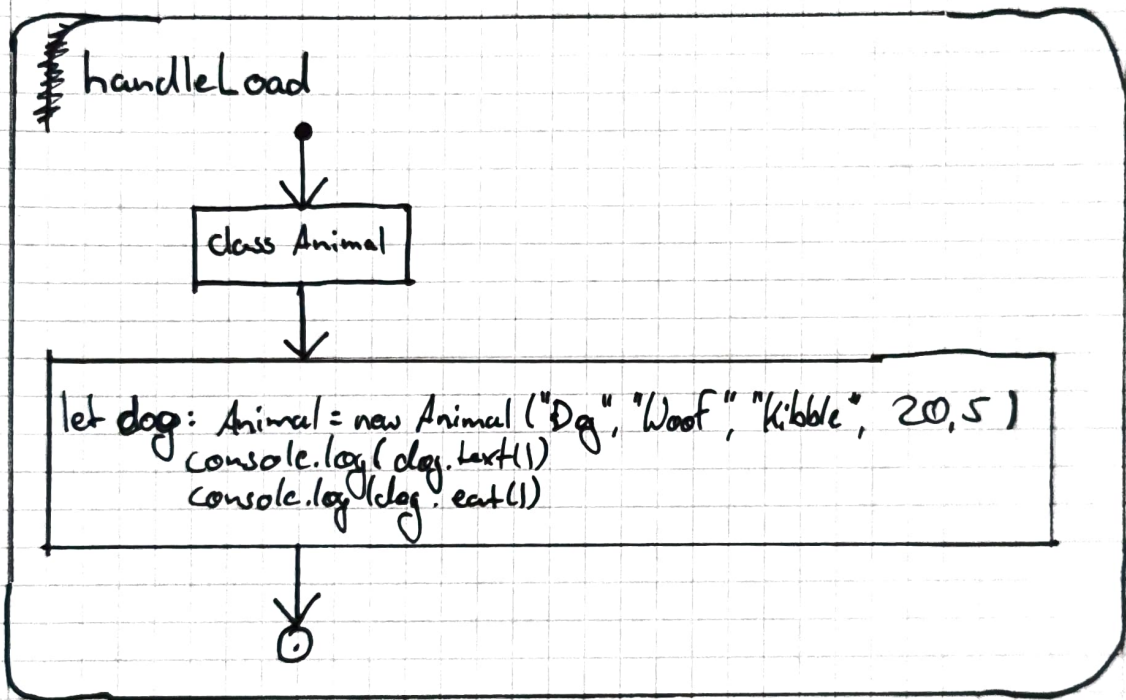 handleLoad
class Animal
let dog: Animal = new Animal ("Dog", "Woof", "Kibble", 20,5 )
console.log( dog.text())
console.log(dog. eat())